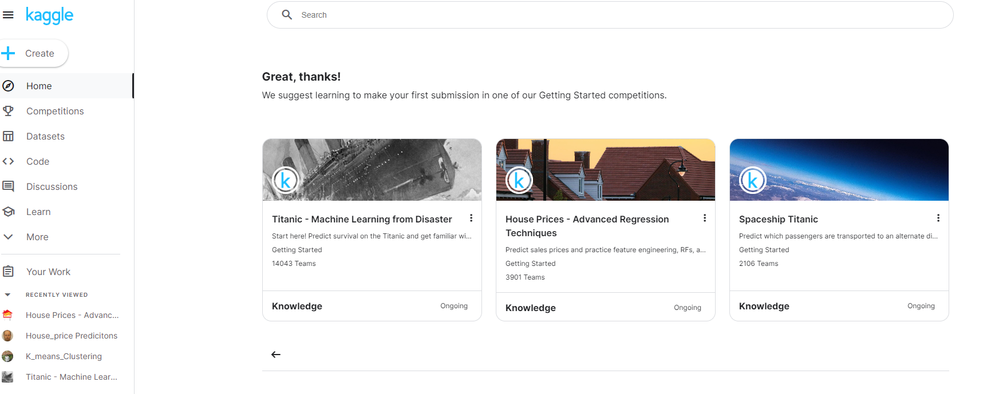 kaggle
Search
Create
Home
Competitions
Datasets
Code
Discussions
Learn
More
Your Work
RECENTLY VIEWED
House Prices - Advanc...
House_price Predicitons
K_means_Clustering
Titanic - Machine Lear...
Great, thanks!
We suggest learning to make your first submission in one of our Getting Started competitions.
k
Titanic - Machine Learning from Disaster
Start here! Predict survival on the Titanic and get familiar wi...
Getting Started
14043 Teams
Knowledge
Ongoing
k
House Prices - Advanced Regression
Techniques
Predict sales prices and practice feature engineering, RFs, a...
Getting Started
3901 Teams
Knowledge
Ongoing
k
Spaceship Titanic
Predict which passengers are transported to an alternate di...
Getting Started
2106 Teams
Knowledge
Ongoing